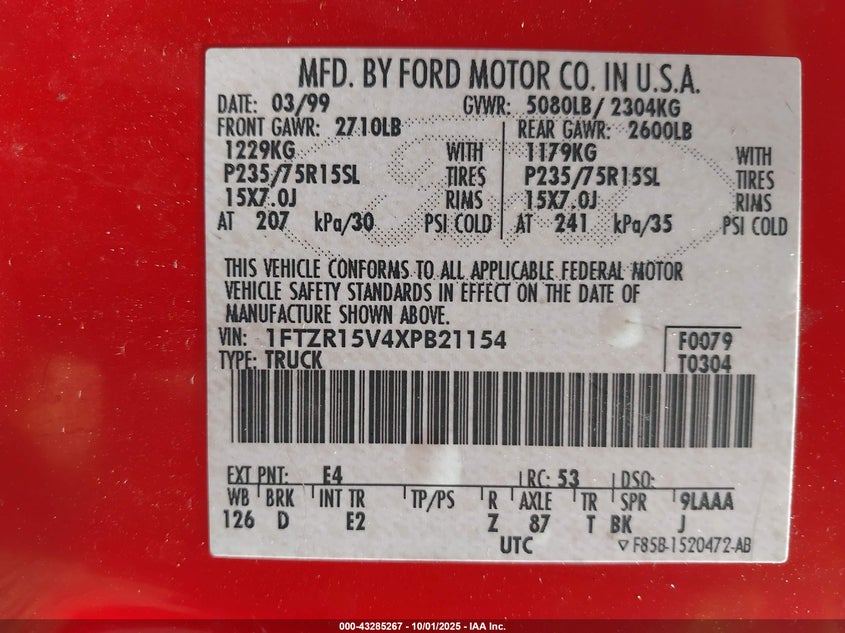 MFD. BY FORD MOTOR CO. IN U.S.A.
DATE: 03/99 GVWR: 5080LB/ 2304KG
FRONT GAWR: 2710LB REAR GAWR: 2600LB
1229KG WITH 1179KG WITH
P235/75R15SL TIRES P235/75R15SL TIRES
15X7.0J RIMS 15X7.0J RIMS
AT 207 kPa/30 PSI COLD AT 241 kPa/35 PSI COLD
THIS VEHICLE CONFORMS TO ALL APPLICABLE FEDERAL MOTOR
VEHICLE SAFETY STANDARDS IN EFFECT ON THE DATE OF
MANUFACTURE SHOWN ABOVE.
VIN: 1FTZR15V4XPB21154 F0079
TYPE: TRUCK T0304
EXT PNT: E4 RC: 53 DSO:
WB BRK INT TR TP/PS R AXLE TR SPR 9LAAA
126 D E2 Z 87 T BK J
UTC ▽ F85B-1520472-AB
000-43285267 - 10/01/2025 - IAA Inc.